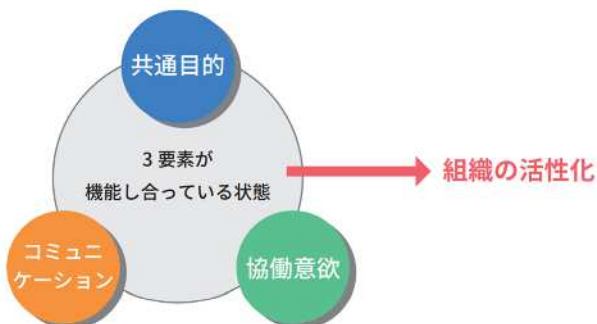 共通目的
3要素が
機能し合っている状態
組織の活性化
コミュニ
ケーション
協働意欲